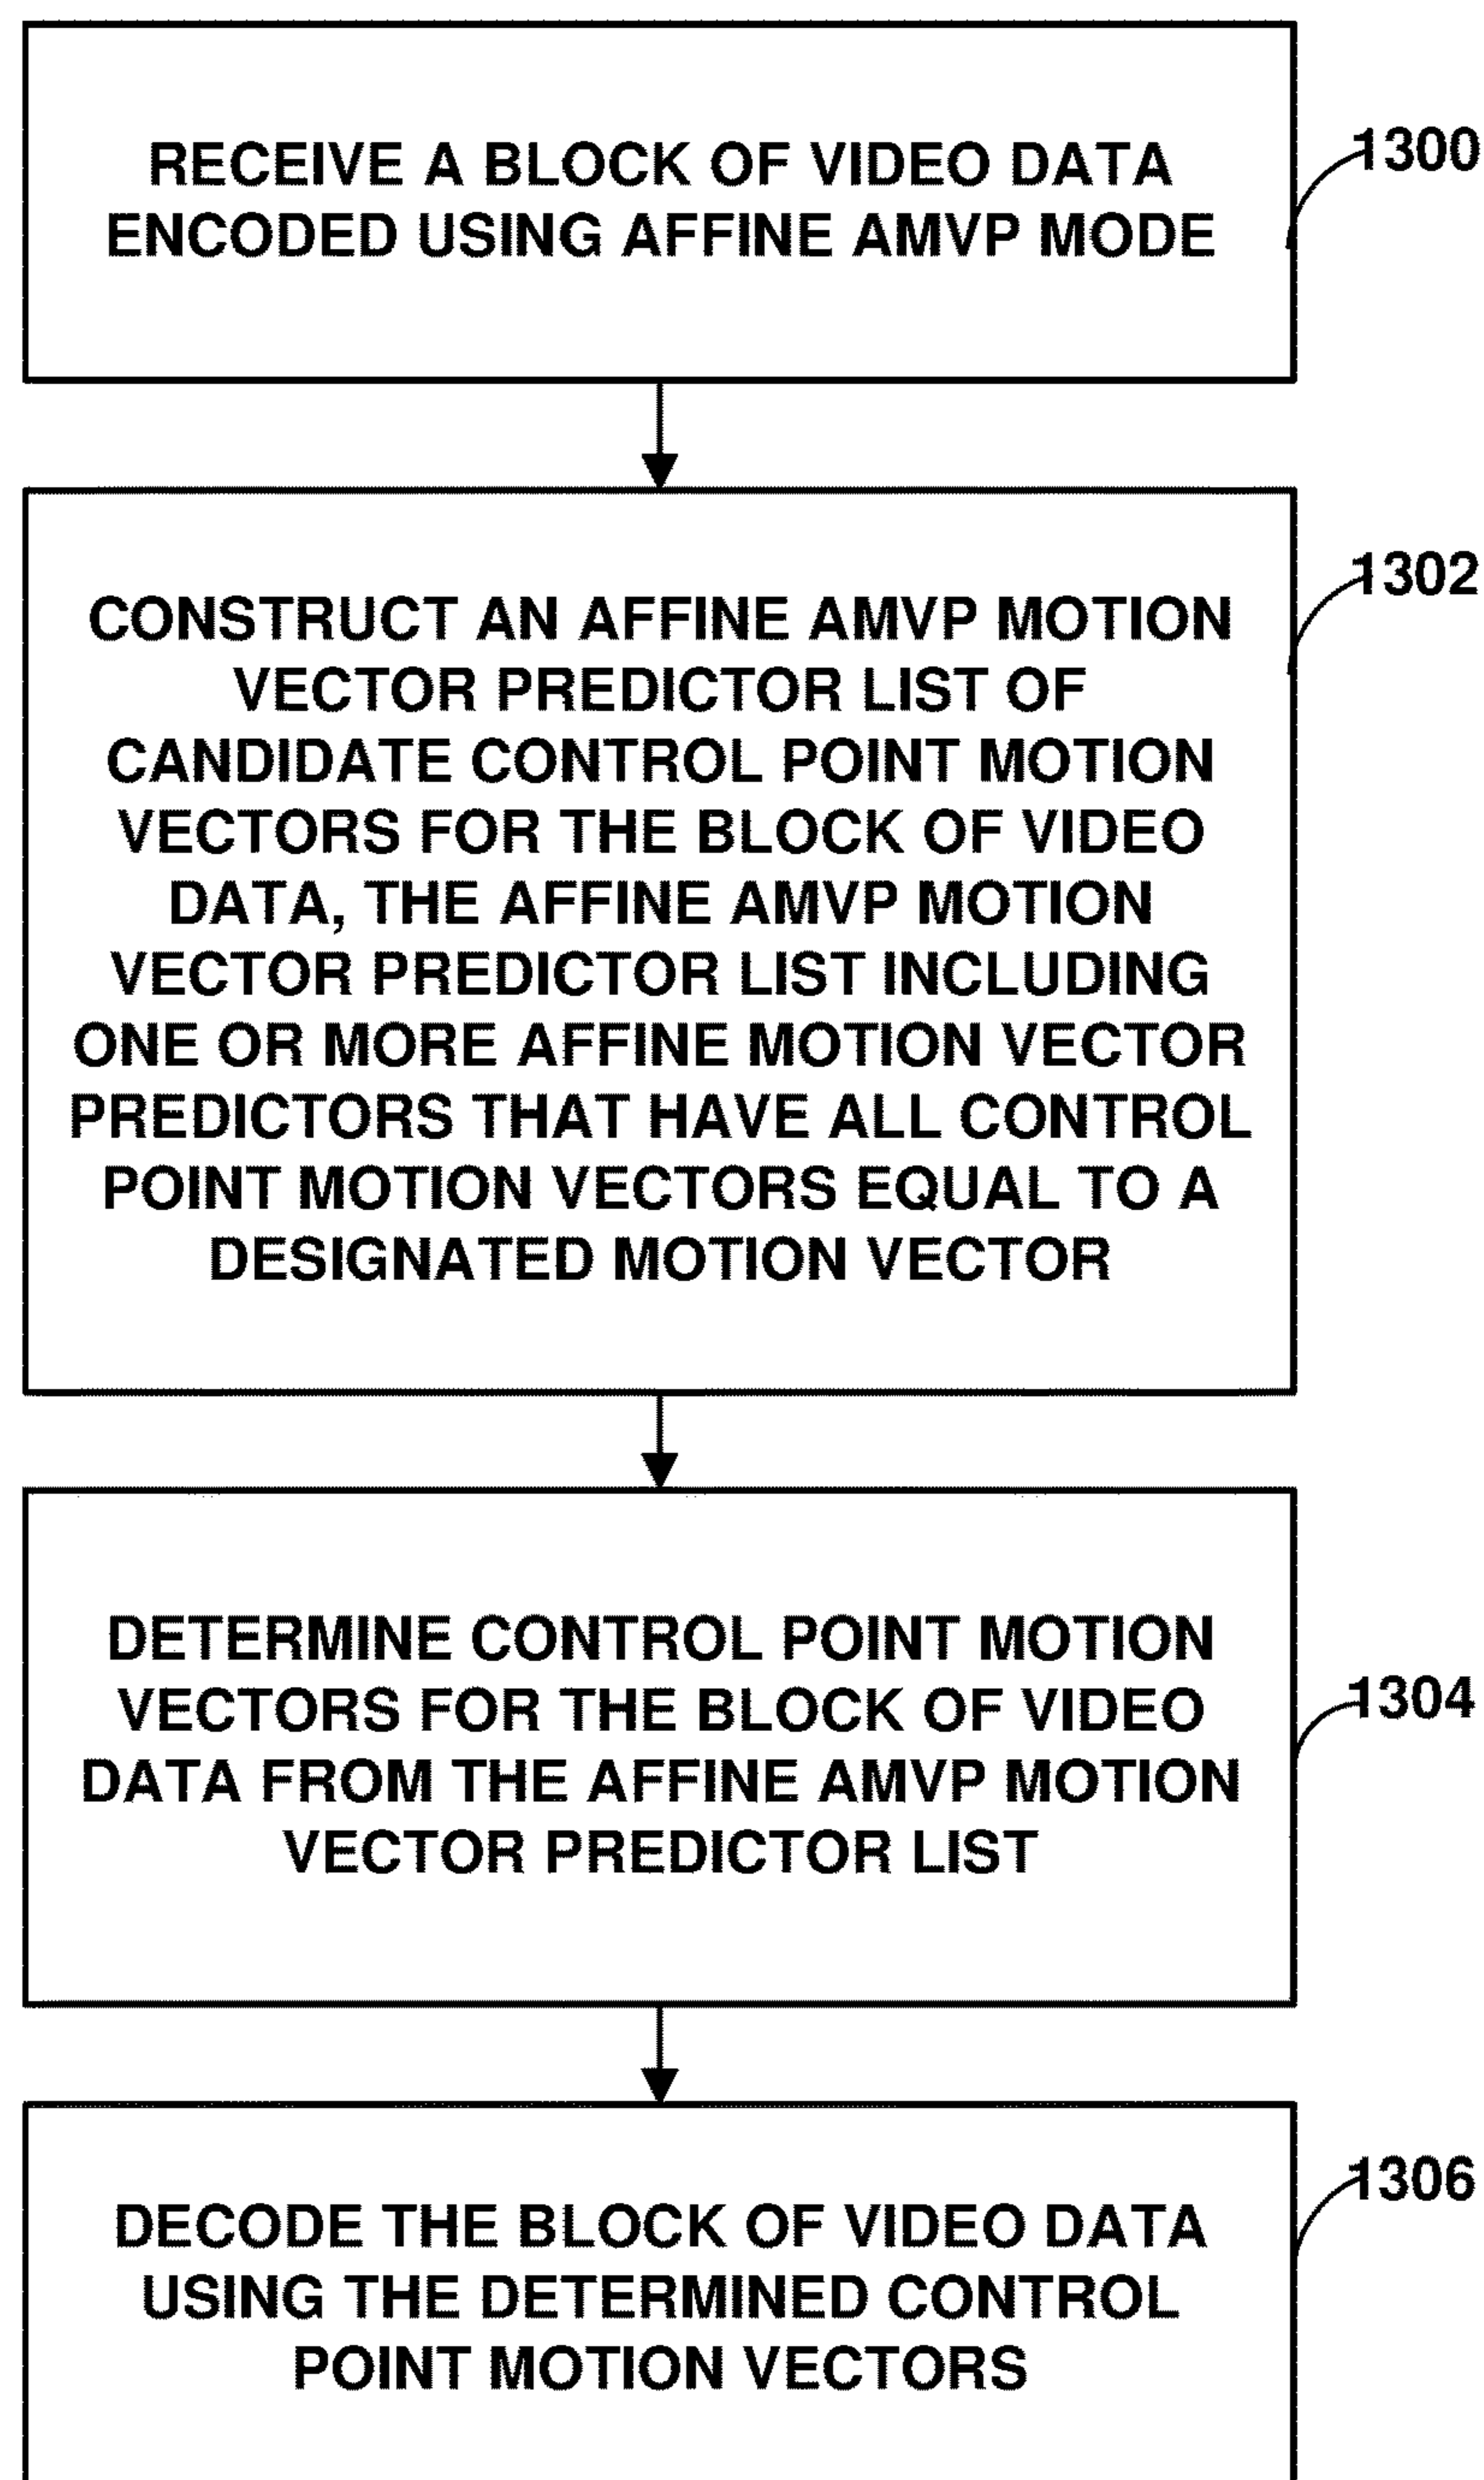 RECEIVE A BLOCK OF VIDEO DATA
ENCODED USING AFFINE AMVP MODE
1300
CONSTRUCT AN AFFINE AMVP MOTION
VECTOR PREDICTOR LIST OF
CANDIDATE CONTROL POINT MOTION
VECTORS FOR THE BLOCK OF VIDEO
DATA, THE AFFINE AMVP MOTION
VECTOR PREDICTOR LIST INCLUDING
ONE OR MORE AFFINE MOTION VECTOR
PREDICTORS THAT HAVE ALL CONTROL
POINT MOTION VECTORS EQUAL TO A
DESIGNATED MOTION VECTOR
1302
DETERMINE CONTROL POINT MOTION
VECTORS FOR THE BLOCK OF VIDEO
DATA FROM THE AFFINE AMVP MOTION
VECTOR PREDICTOR LIST
1304
DECODE THE BLOCK OF VIDEO DATA
USING THE DETERMINED CONTROL
POINT MOTION VECTORS
1306